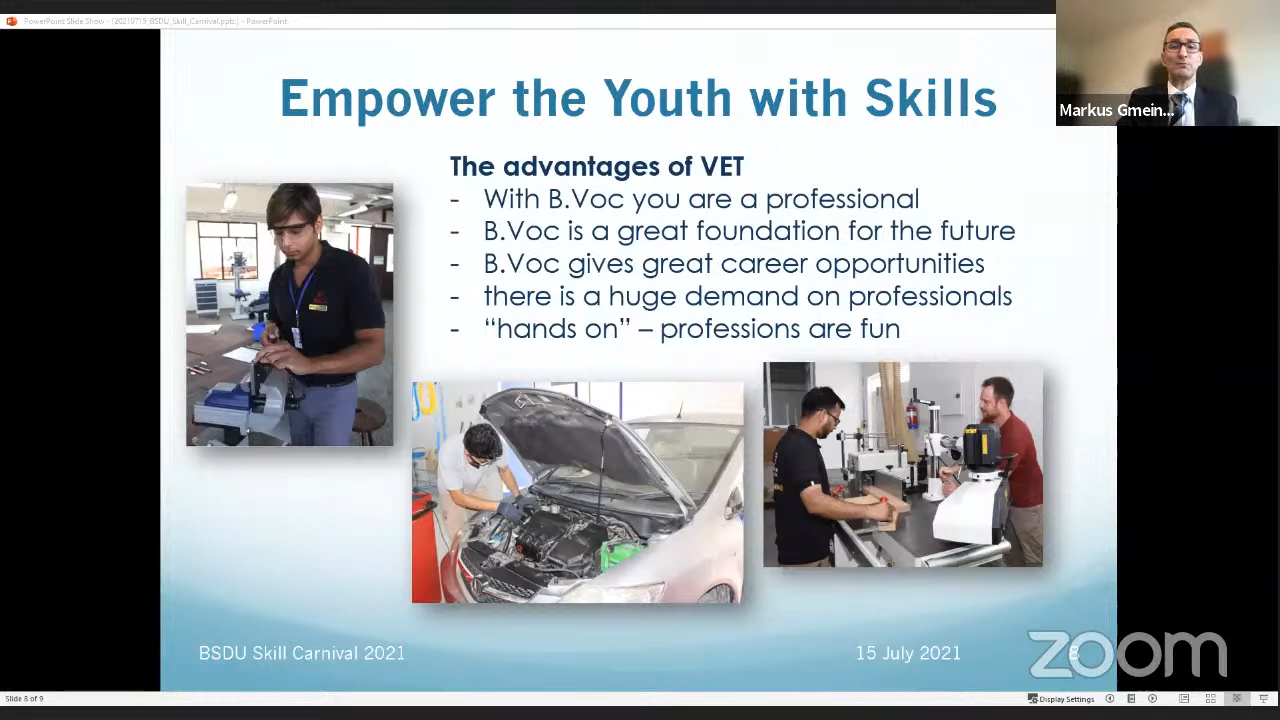 PowerPoint Slide Show - [20210715_BSDU_Skill_Carnival.pptx] - PowerPoint
Markus Gmein...
Empower the Youth with Skills
The advantages of VET
- With B.Voc you are a professional
- B.Voc is a great foundation for the future
- B.Voc gives great career opportunities
- there is a huge demand on professionals
- “hands on” – professions are fun
BSDU Skill Carnival 2021
15 July 2021
8
zoom
Slide 8 of 9
Display Settings